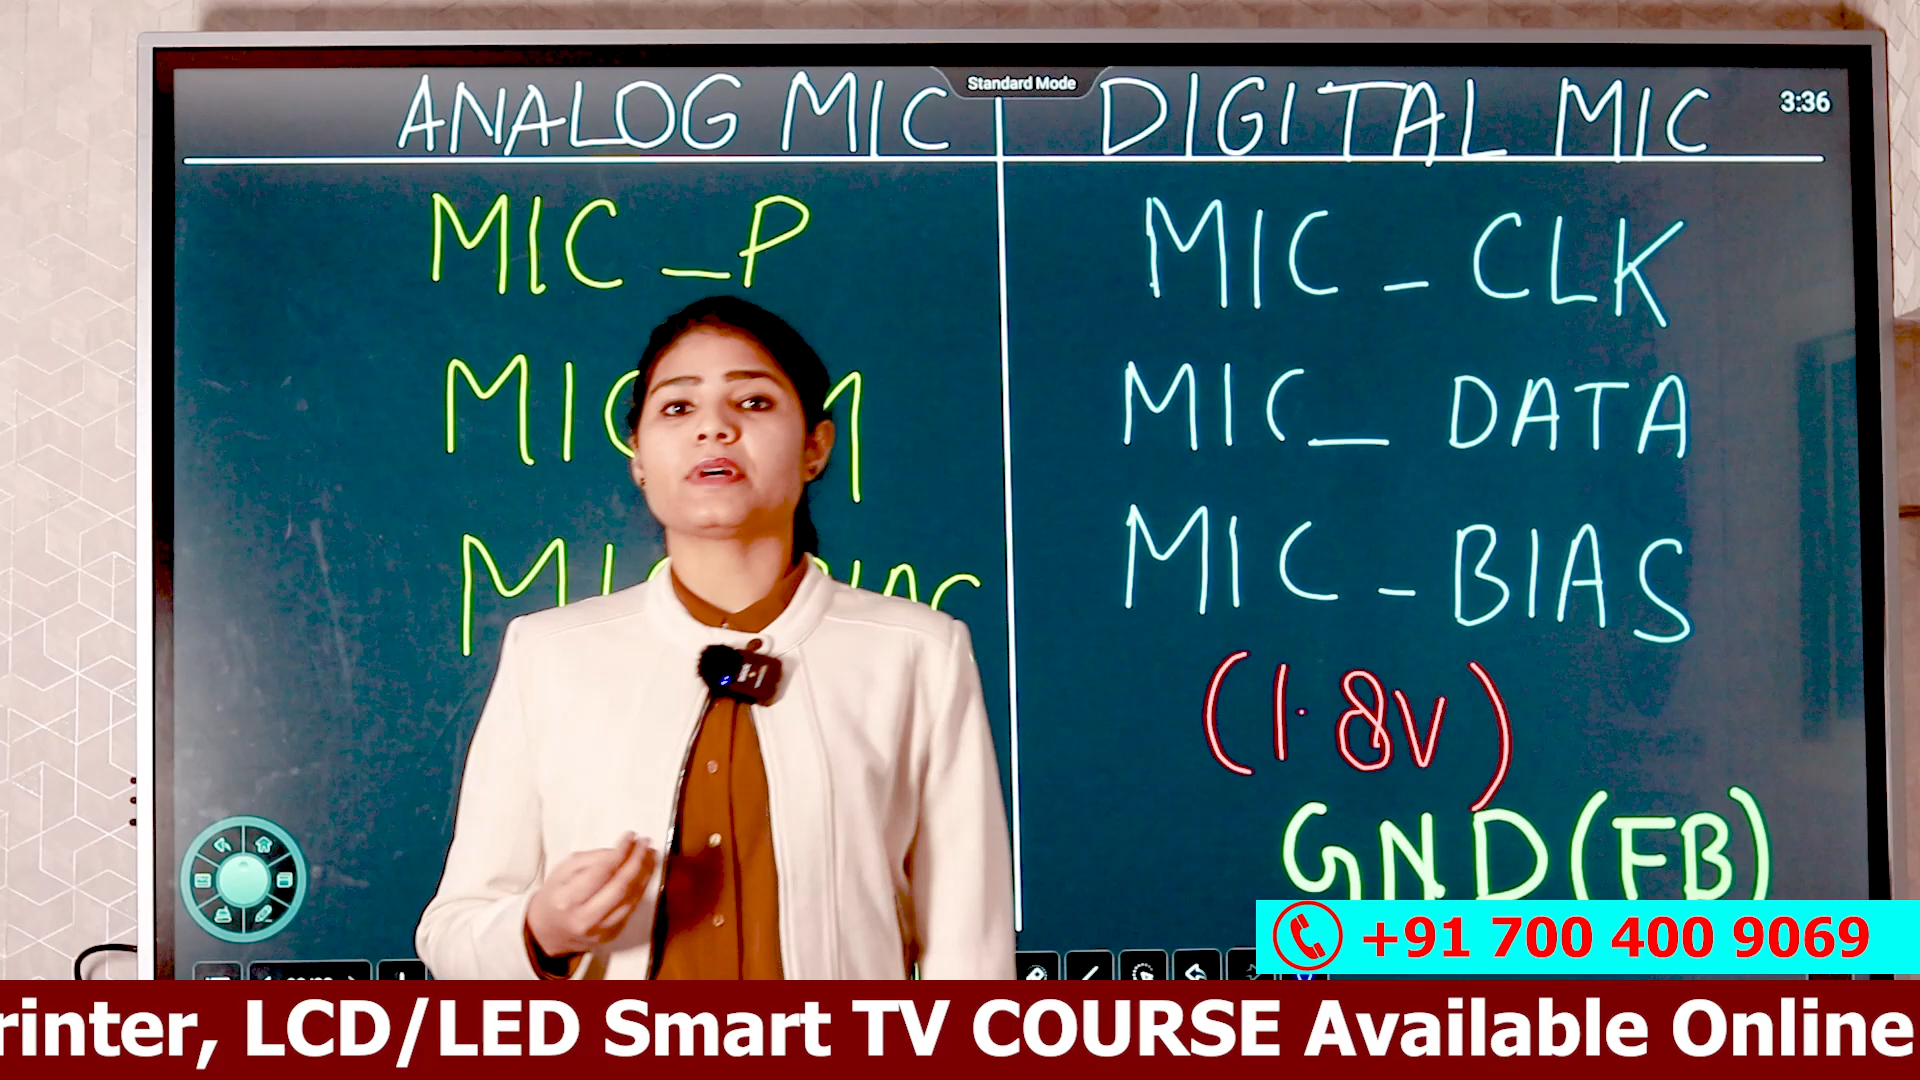 Standard Mode
3:36
ANALOG MIC
DIGITAL MIC
MIC_P
MIC_CLK
MIC
MIC_DATA
MIC_BIAS
(1.8V)
GND(FB)
+91 700 400 9069
rinter, LCD/LED Smart TV COURSE Available Online